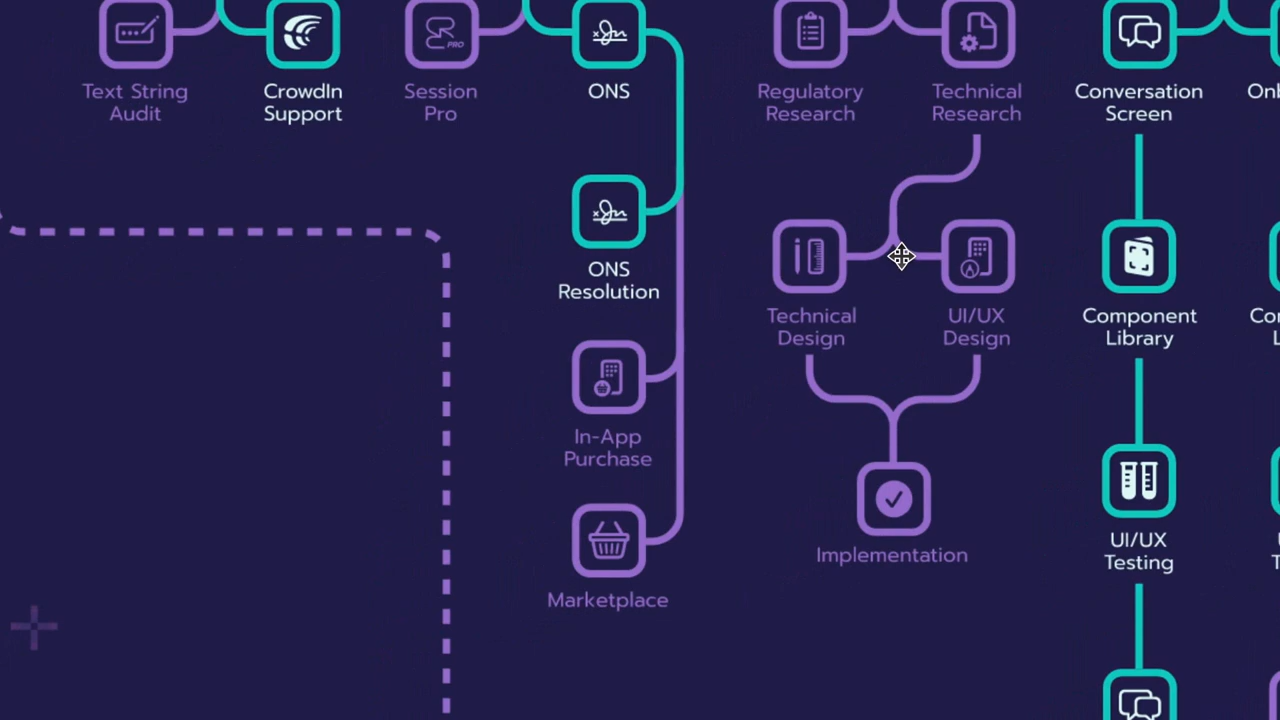 Text String
Audit
CrowdIn
Support
Session
Pro
PRO
ONS
Regulatory
Research
Technical
Research
Conversation
Screen
ONS
Resolution
Technical
Design
UI/UX
Design
Component
Library
In-App
Purchase
Implementation
UI/UX
Testing
Marketplace